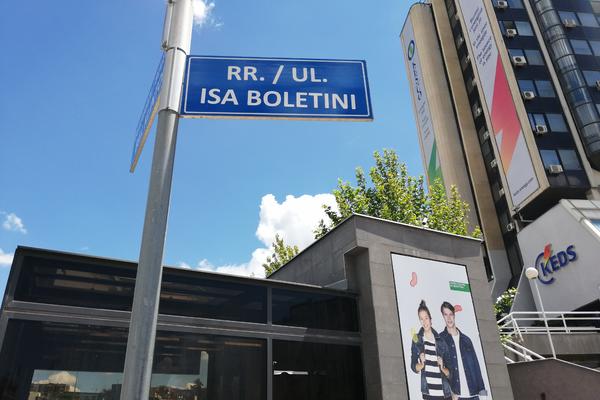 RR. / UL.
ISA BOLETINI
KEDS